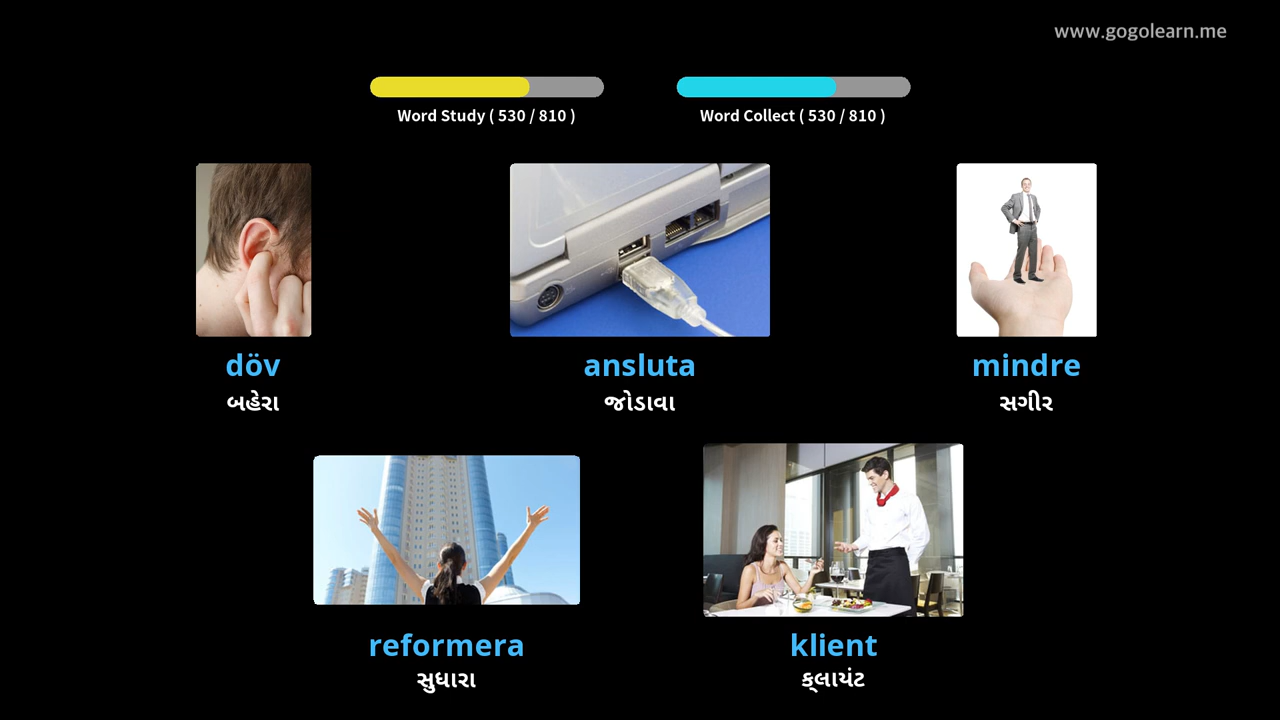 www.gogolearn.me
Word Study ( 530 / 810 )
Word Collect ( 530 / 810 )
döv
બહેરા
ansluta
જોડાવા
mindre
સગીર
reformera
સુધારા
klient
ક્લાયંટ